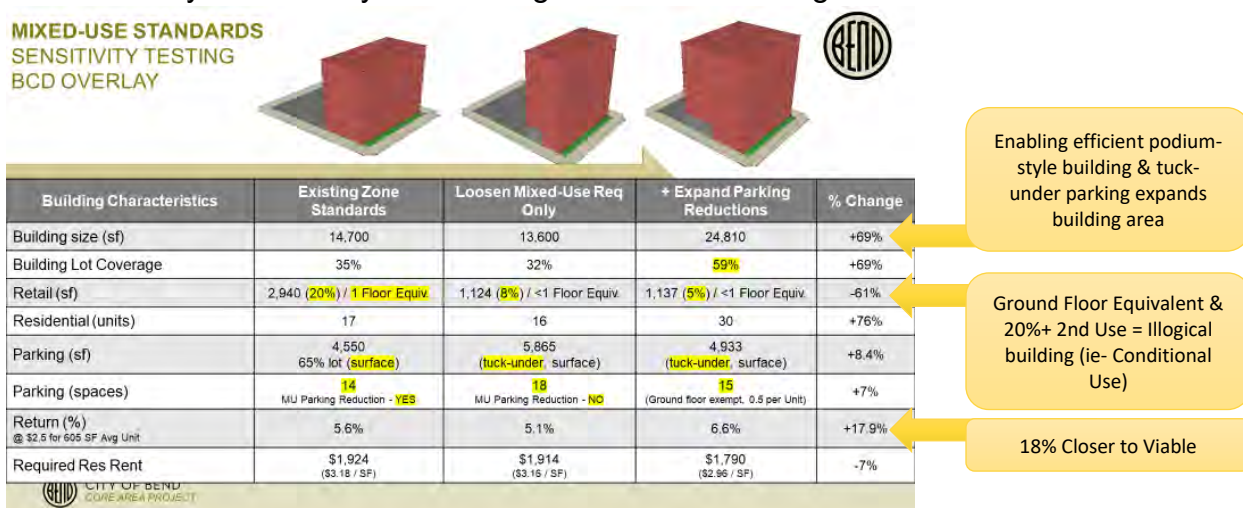 MIXED-USE STANDARDS
SENSITIVITY TESTING
BCD OVERLAY
BEND
Building Characteristics Existing Zone Standards Loosen Mixed-Use Req Only + Expand Parking Reductions % Change
Building size (sf) 14,700 13,600 24,810 +69%
Building Lot Coverage 35% 32% 59% +69%
Retail (sf) 2,940 (20%) / 1 Floor Equiv. 1,124 (8%) / <1 Floor Equiv. 1,137 (5%) / <1 Floor Equiv. -61%
Residential (units) 17 16 30 +76%
Parking (sf) 4,550 65% lot (surface) 5,865 (tuck-under, surface) 4,933 (tuck-under, surface) +8.4%
Parking (spaces) 14 MU Parking Reduction - YES 18 MU Parking Reduction - NO 15 (Ground floor exempt, 0.5 per Unit) +7%
Return (%) @ $2.5 for 605 SF Avg Unit 5.6% 5.1% 6.6% +17.9%
Required Res Rent $1,924 ($3.18 / SF) $1,914 ($3.16 / SF) $1,790 ($2.96 / SF) -7%
BEND CITY OF BEND
CORE AREA PROJECT
Enabling efficient podium-
style building & tuck-
under parking expands
building area
Ground Floor Equivalent &
20%+ 2nd Use = Illogical
building (ie- Conditional
Use)
18% Closer to Viable